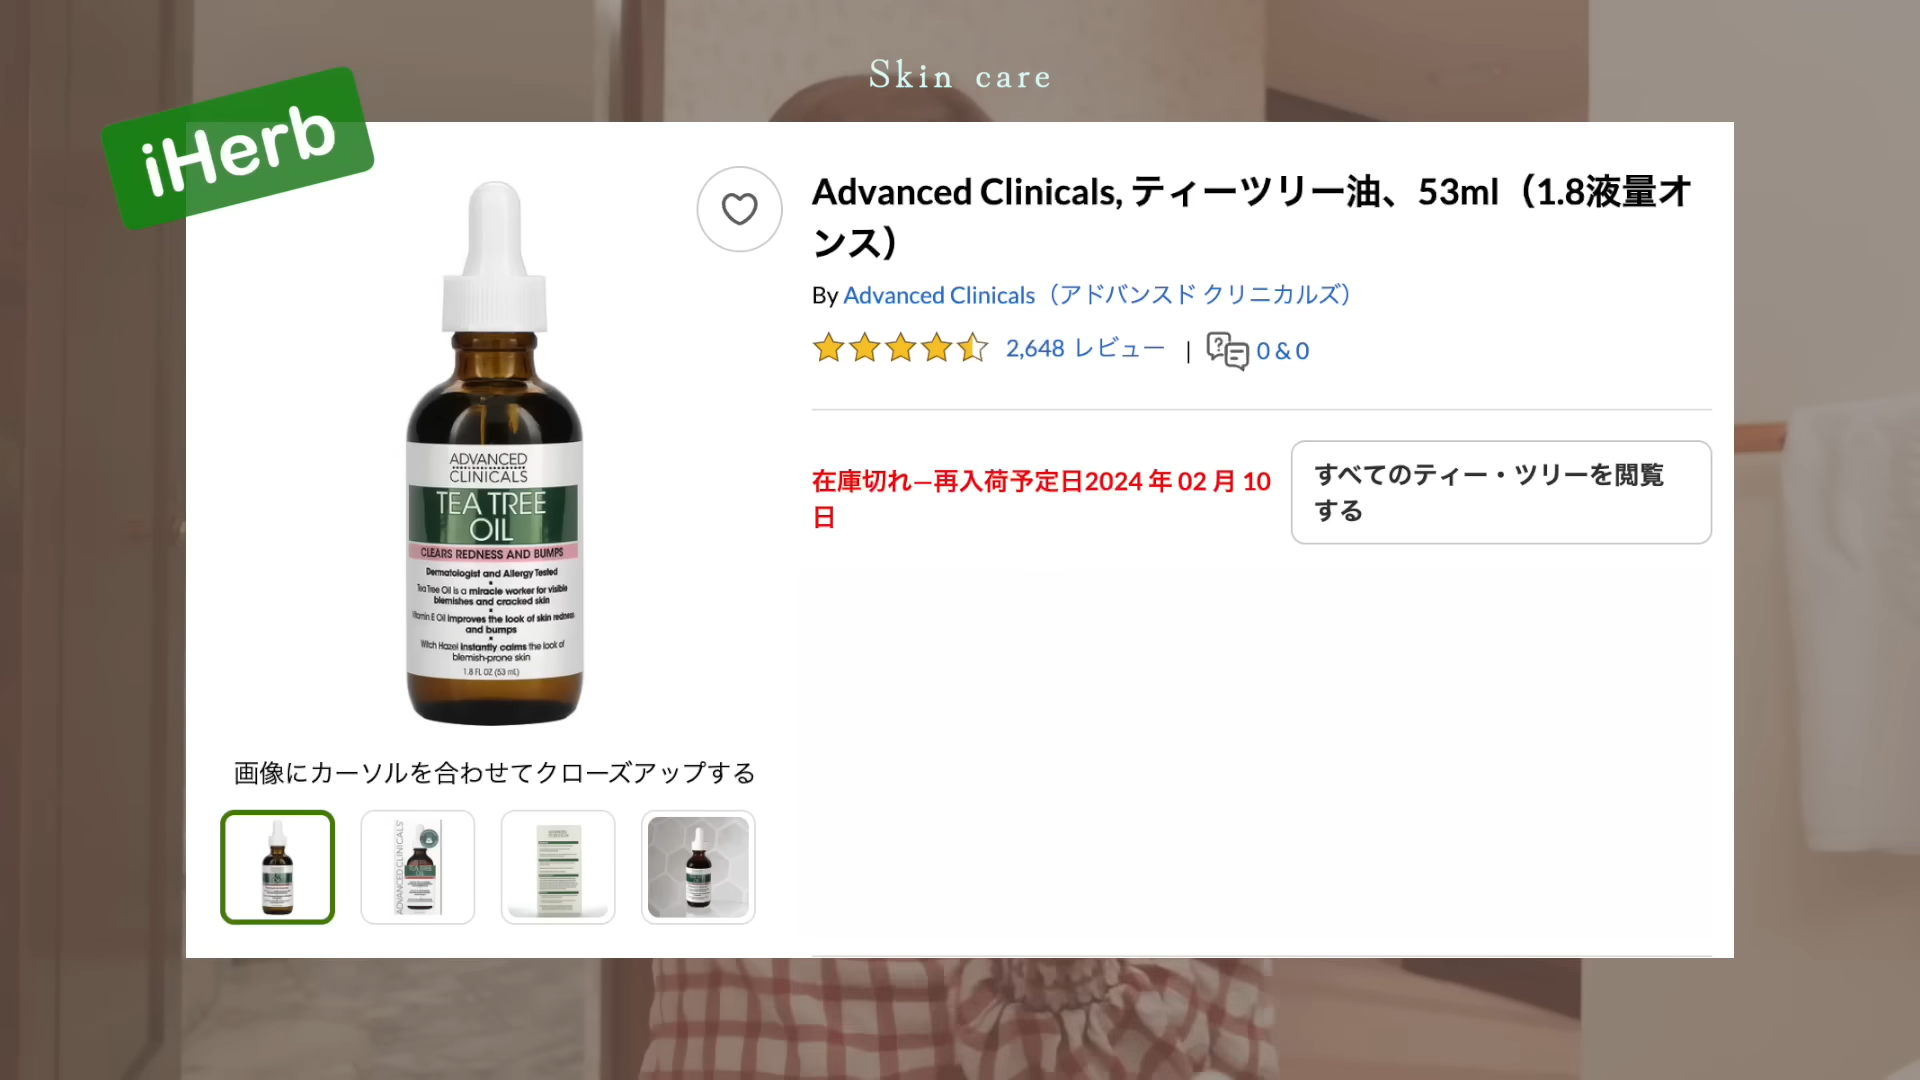 Skin care
iHerb
Advanced Clinicals, ティーツリー油、53ml（1.8液量オ
ンス）
By Advanced Clinicals（アドバンスド クリニカルズ）
2,648 レビュー | 0 & 0
在庫切れ—再入荷予定日2024 年 02 月 10
日
すべてのティー・ツリーを閲覧
する
ADVANCED
CLINICALS
TEA TREE
OIL
CLEARS REDNESS AND BUMPS
Dermatologist and Allergy Tested
Tea Tree Oil is a miracle worker for visible
blemishes and cracked skin
Vitamin E Oil improves the look of skin redness
and bumps
Witch Hazel instantly calms the look of
blemish-prone skin
1.8 FL OZ (53 mL)
画像にカーソルを合わせてクローズアップする
ADVANCED CLINICALS